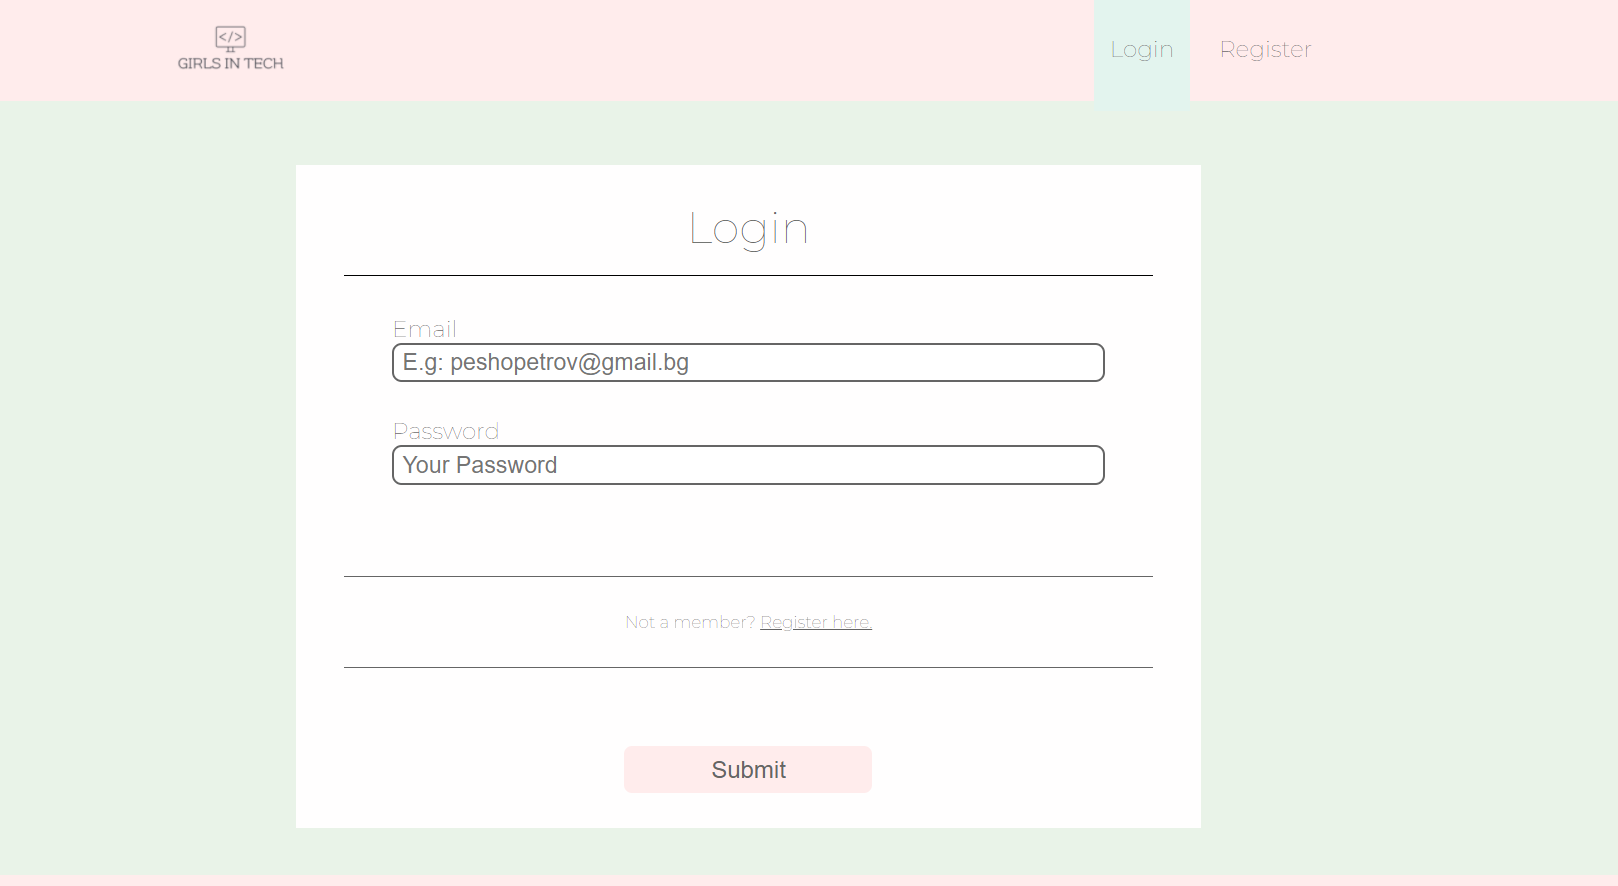 </>
GIRLS IN TECH
Login Register
Login
Email
E.g: peshopetrov@gmail.bg
Password
Your Password
Not a member? Register here.
Submit